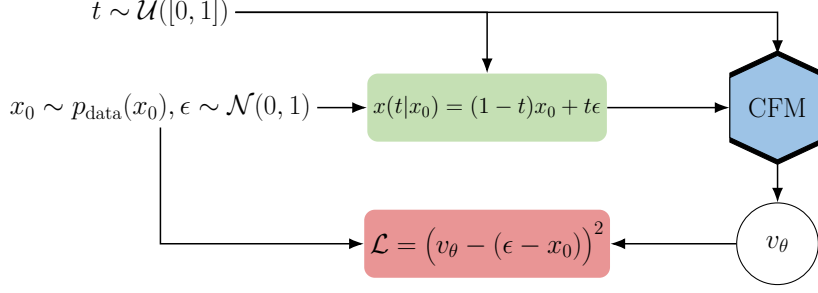 t ∼ 𝒰([0, 1])
x₀ ∼ p_data(x₀), ϵ ∼ 𝒩(0, 1)
x(t|x₀) = (1 − t)x₀ + tϵ
CFM
ℒ = (v_θ − (ϵ − x₀))²
v_θ